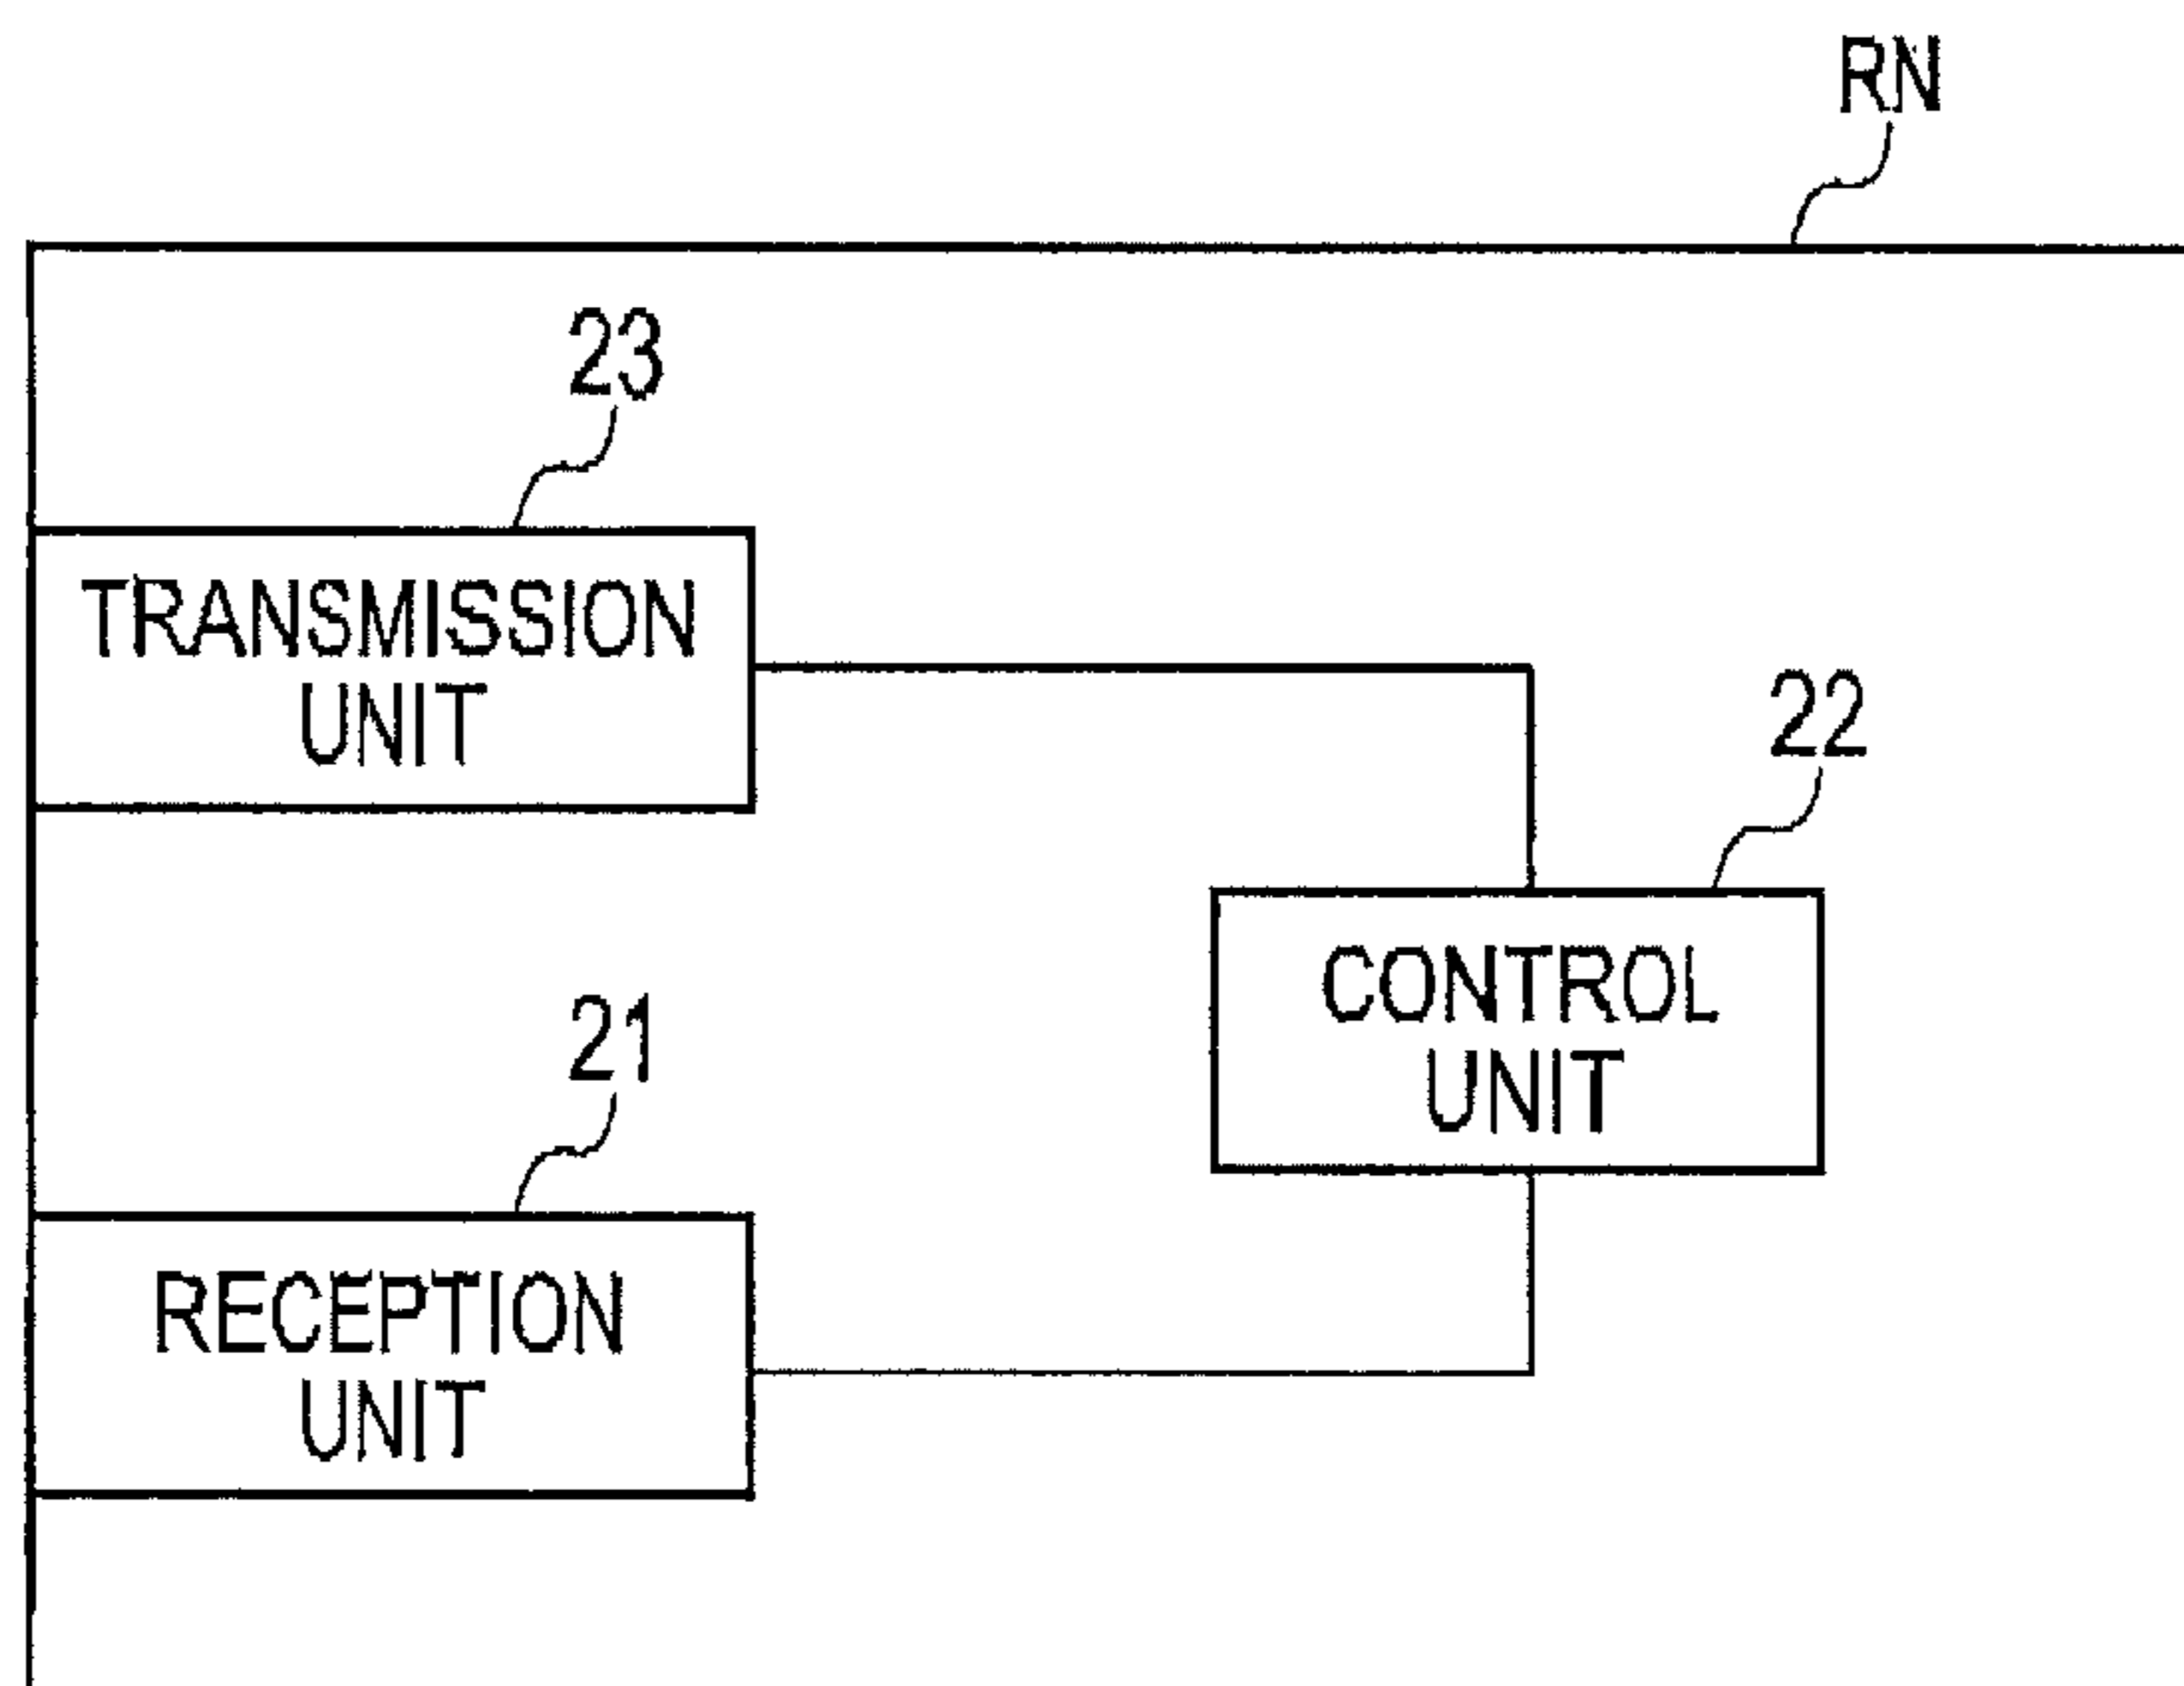 RN
23
TRANSMISSION
UNIT
22
CONTROL
UNIT
21
RECEPTION
UNIT